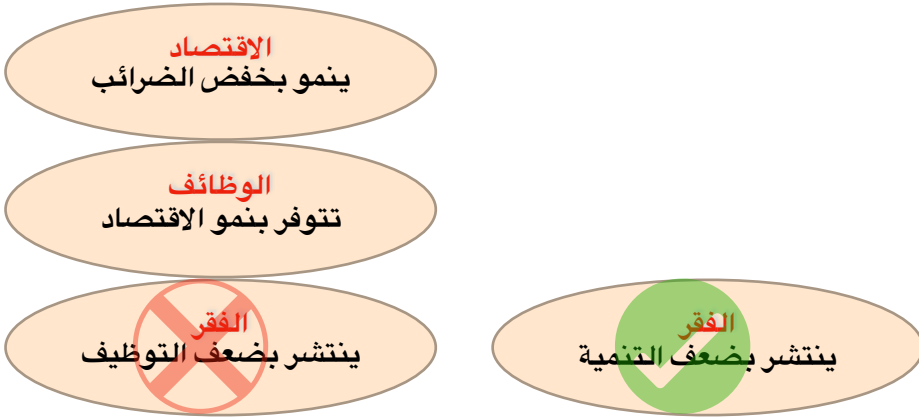 الاقتصاد
ينمو بخفض الضرائب
الوظائف
تتوفر بنمو الاقتصاد
الفقر
ينتشر بضعف التوظيف
الفقر
ينتشر بضعف التنمية